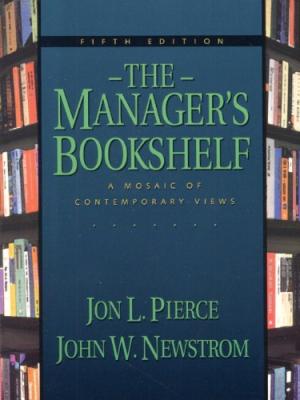 FIFTH EDITION
–THE–
MANAGER'S
BOOKSHELF
A MOSAIC OF
CONTEMPORARY VIEWS
.......
JON L. PIERCE
JOHN W. NEWSTROM